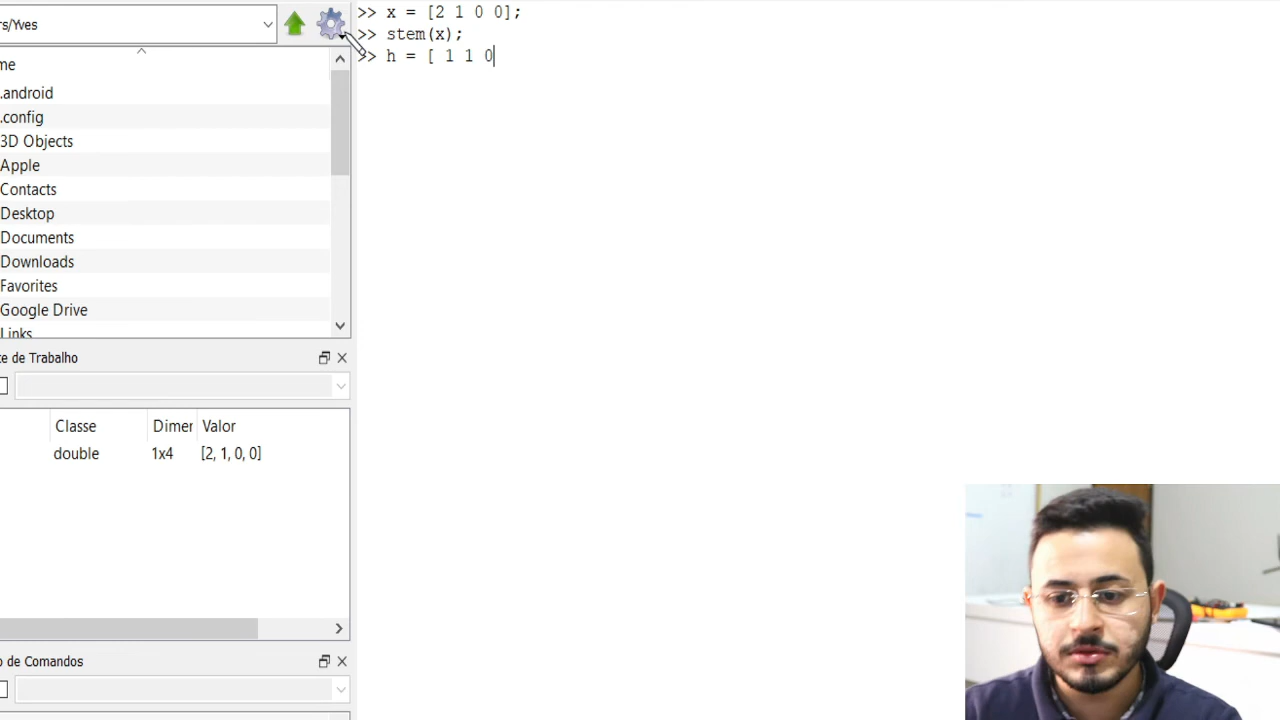 rs/Yves
me
.android
.config
3D Objects
Apple
Contacts
Desktop
Documents
Downloads
Favorites
Google Drive
Links
te de Trabalho
Classe Dimer Valor
double 1x4 [2, 1, 0, 0]
o de Comandos
>> x = [2 1 0 0];
>> stem(x);
>> h = [ 1 1 0